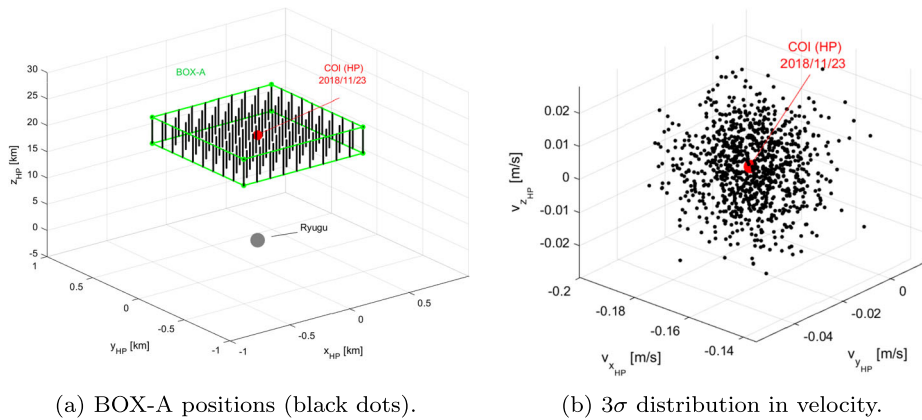 30
25
20
15
10
5
0
-5
z_HP [km]
BOX-A
COI (HP)
2018/11/23
Ryugu
1
0.5
0
-0.5
-1
y_HP [km]
-1
-0.5
0
0.5
x_HP [km]
(a) BOX-A positions (black dots).
COI (HP)
2018/11/23
0.02
0.01
0
-0.01
-0.02
v_z_HP [m/s]
-0.2
-0.18
-0.16
-0.14
v_x_HP [m/s]
-0.04
-0.02
0
v_y_HP [m/s]
(b) 3σ distribution in velocity.